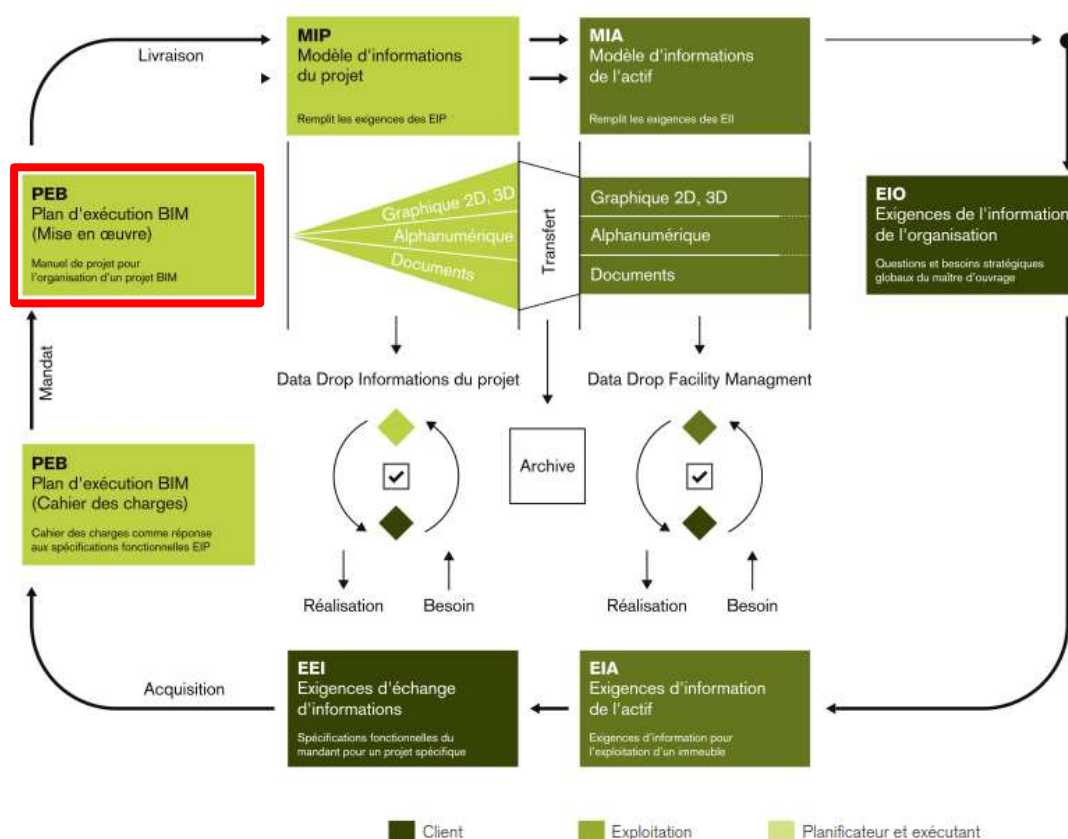 Livraison
MIP
Modèle d'informations
du projet
Remplit les exigences des EIP
MIA
Modèle d'informations
de l'actif
Remplit les exigences des EII
PEB
Plan d'exécution BIM
(Mise en œuvre)
Manuel de projet pour
l'organisation d'un projet BIM
Graphique 2D, 3D
Alphanumérique
Documents
Transfert
Graphique 2D, 3D
Alphanumérique
Documents
EIO
Exigences de l'information
de l'organisation
Questions et besoins stratégiques
globaux du maître d'ouvrage
Mandat
Data Drop Informations du projet
Data Drop Facility Managment
Archive
PEB
Plan d'exécution BIM
(Cahier des charges)
Cahier des charges comme réponse
aux spécifications fonctionnelles EIP
Réalisation
Besoin
Réalisation
Besoin
Acquisition
EEI
Exigences d'échange
d'informations
Spécifications fonctionnelles du
mandant pour un projet spécifique
EIA
Exigences d'information
de l'actif
Exigences d'information pour
l'exploitation d'un immeuble
Client
Exploitation
Planificateur et exécutant